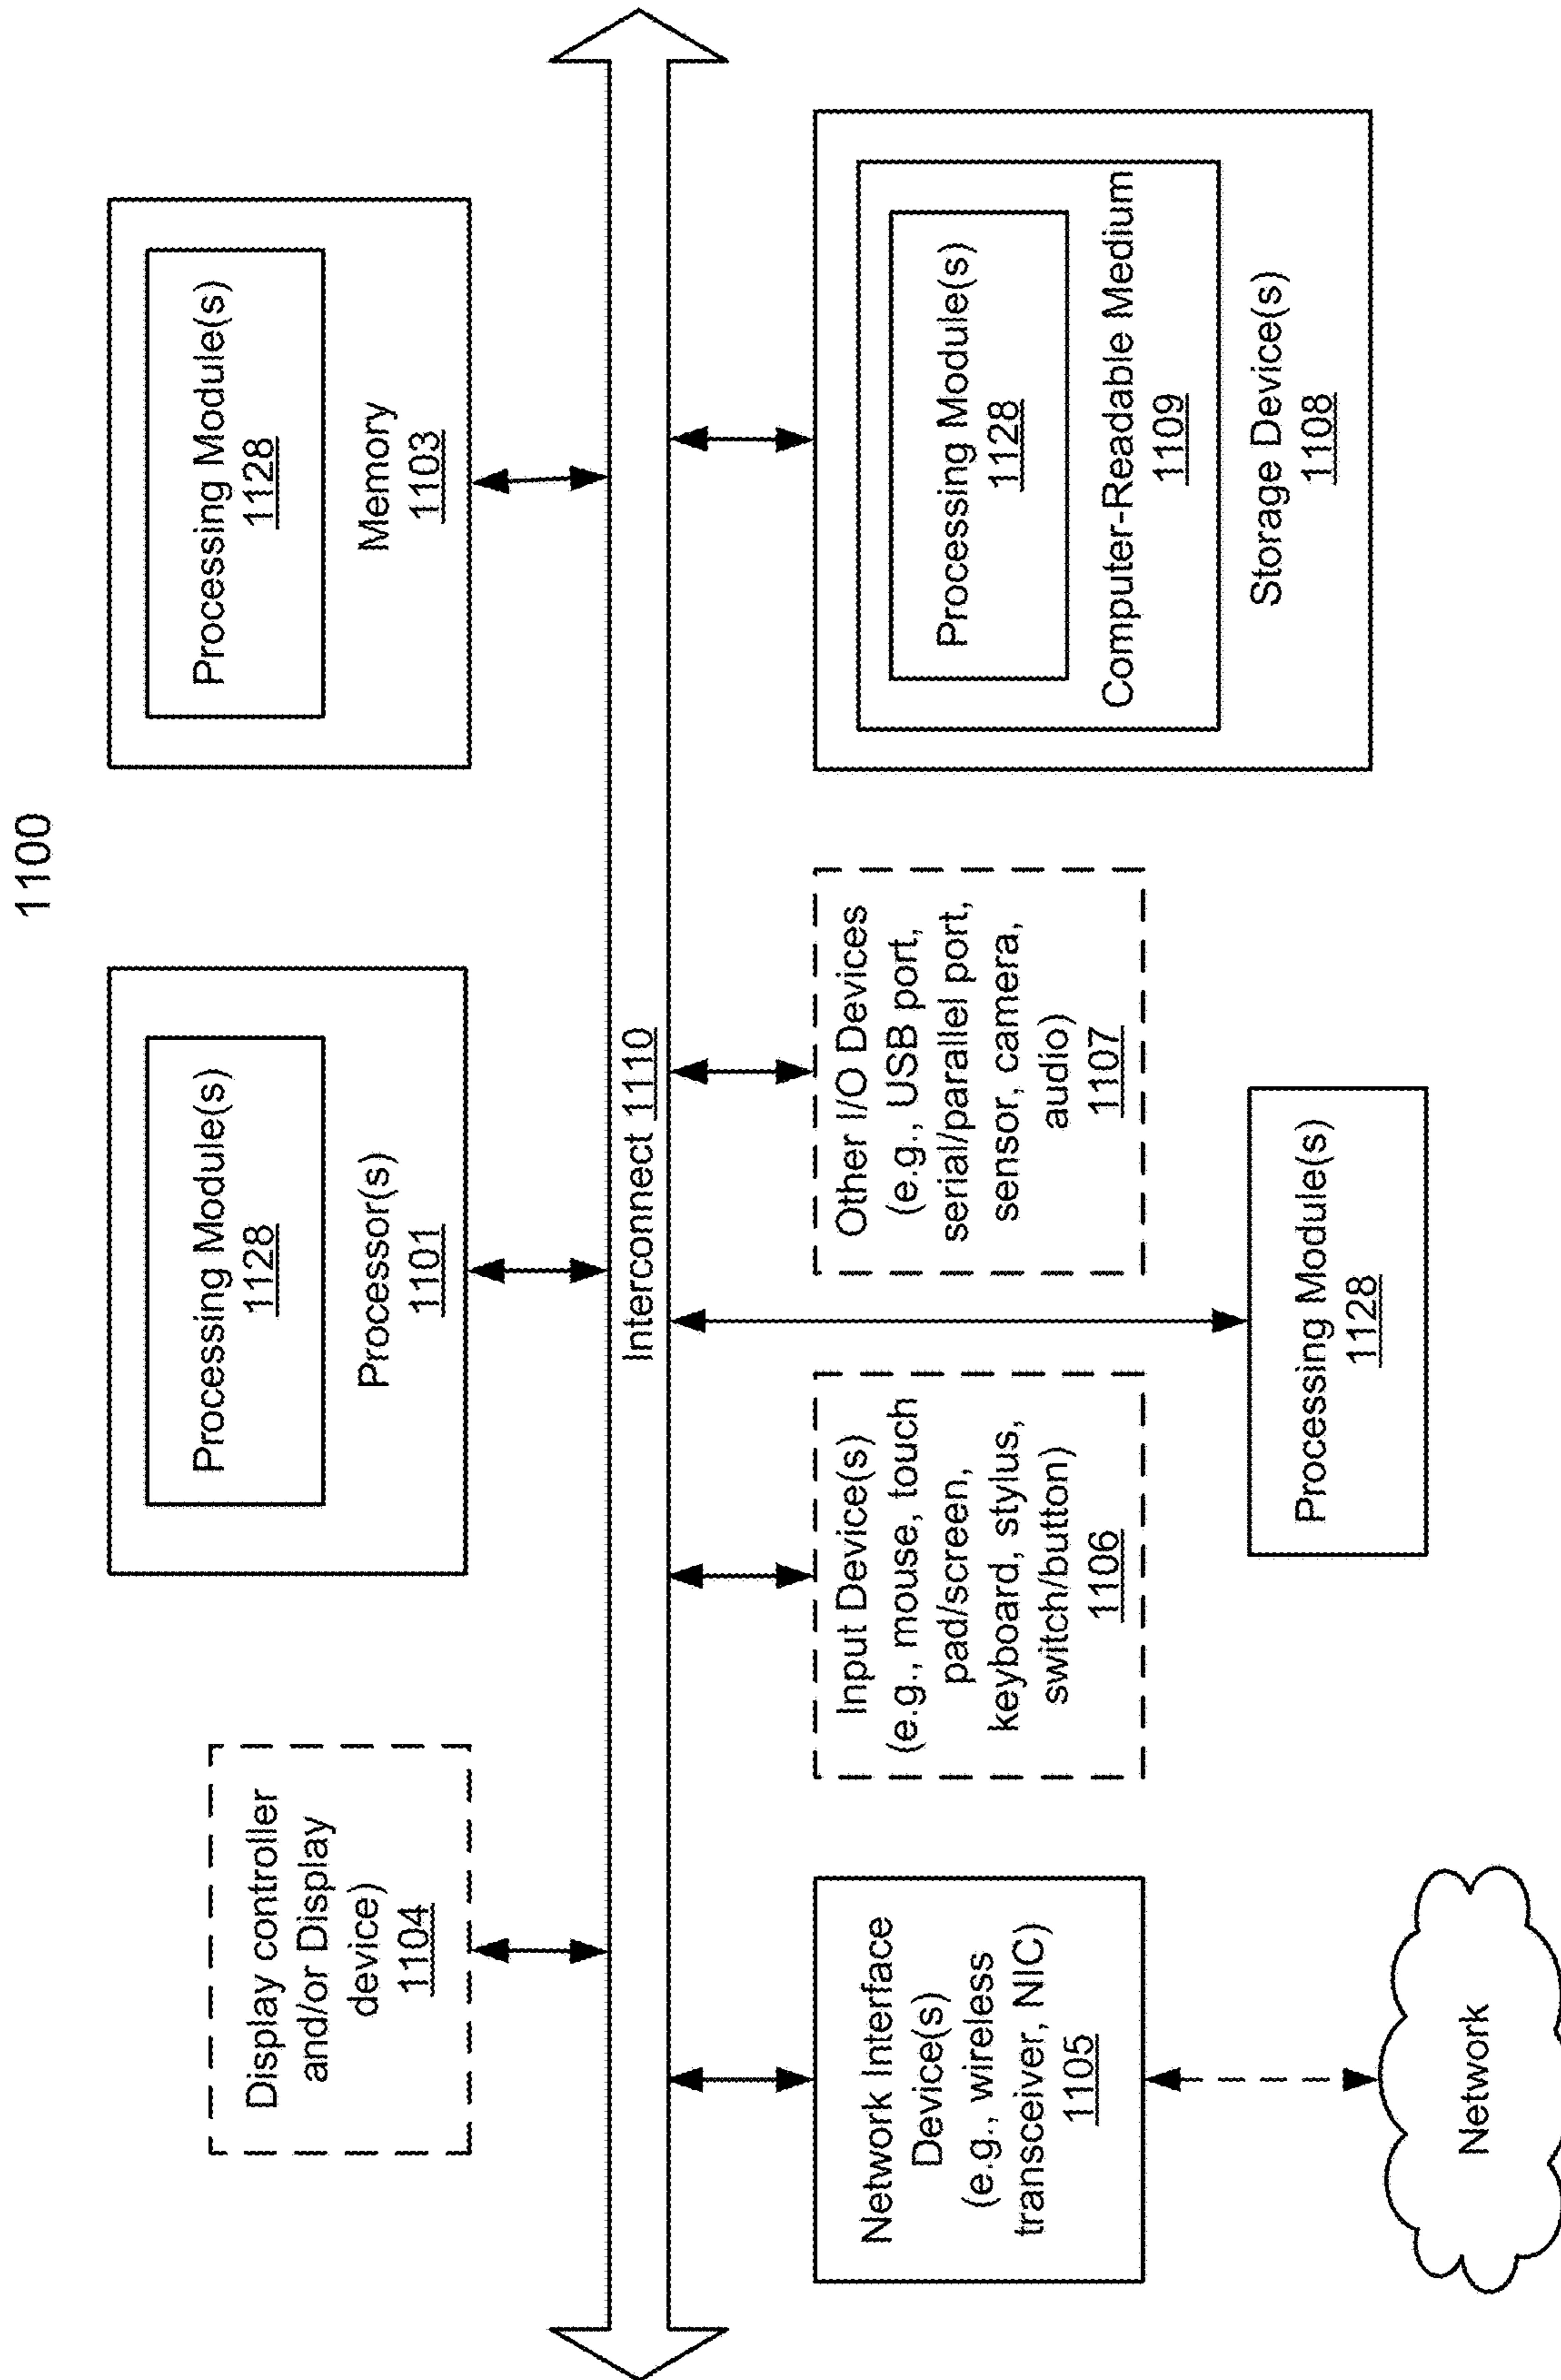 1100
Display controller
and/or Display
device)
1104
Processing Module(s)
1128
Processor(s)
1101
Processing Module(s)
1128
Memory
1103
Interconnect 1110
Network Interface
Device(s)
(e.g., wireless
transceiver, NIC)
1105
Input Device(s)
(e.g., mouse, touch
pad/screen,
keyboard, stylus,
switch/button)
1106
Other I/O Devices
(e.g., USB port,
serial/parallel port,
sensor, camera,
audio)
1107
Processing Module(s)
1128
Computer-Readable Medium
1109
Storage Device(s)
1108
Processing Module(s)
1128
Network